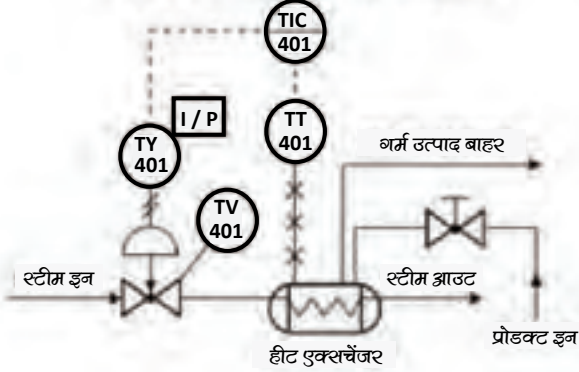 TIC
401
I / P
TT
401
TY
401
गर्म उत्पाद बाहर
TV
401
स्टीम इन
स्टीम आउट
प्रोडक्ट इन
हीट एक्सचेंजर